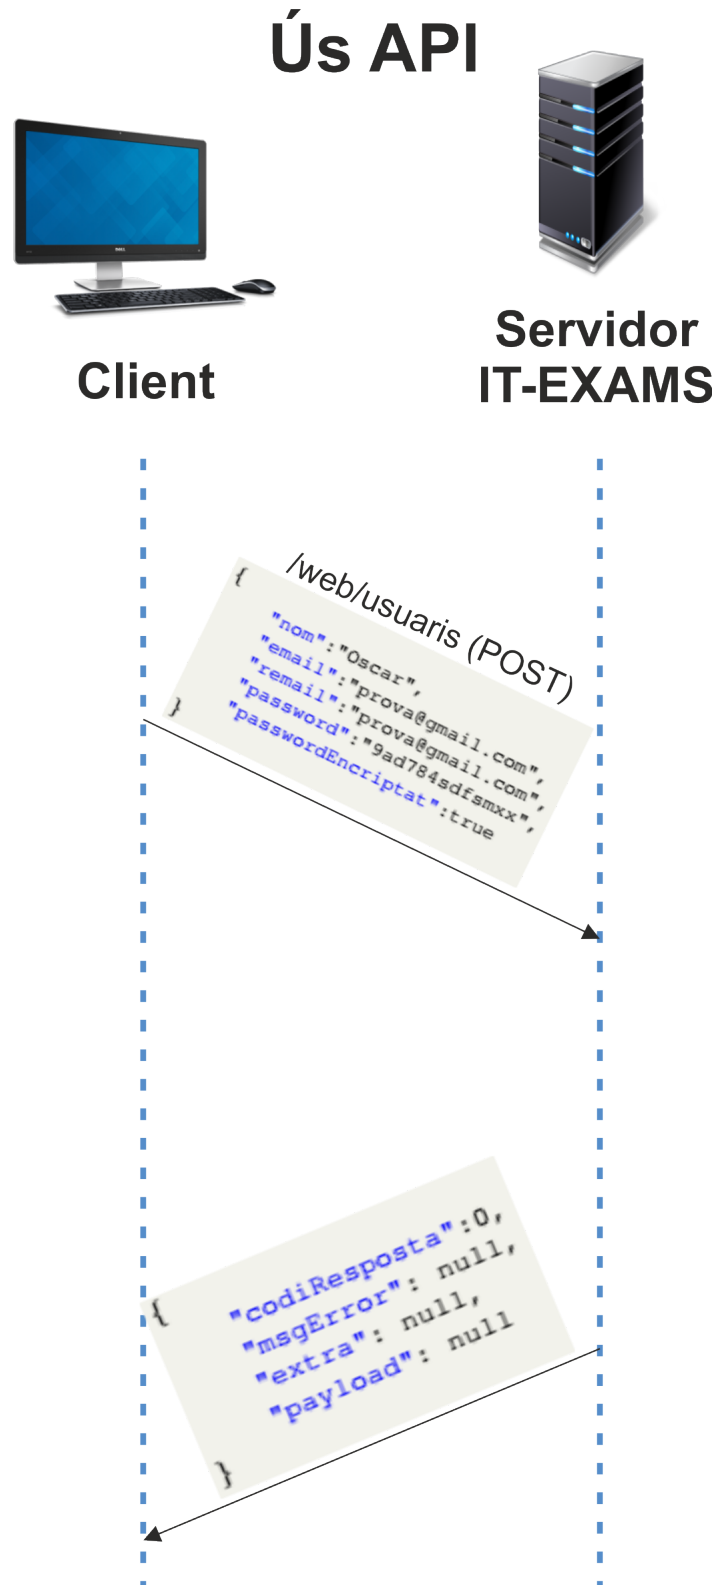 Ús API
Client
Servidor
IT-EXAMS
/web/usuaris (POST)
{
"nom":"Oscar",
"email":"prova@gmail.com",
"remail":"prova@gmail.com",
"password":"9ad784sdfsmxx",
"passwordEncriptat":true
}
{
"codiResposta":0,
"msgError": null,
"extra": null,
"payload": null
}